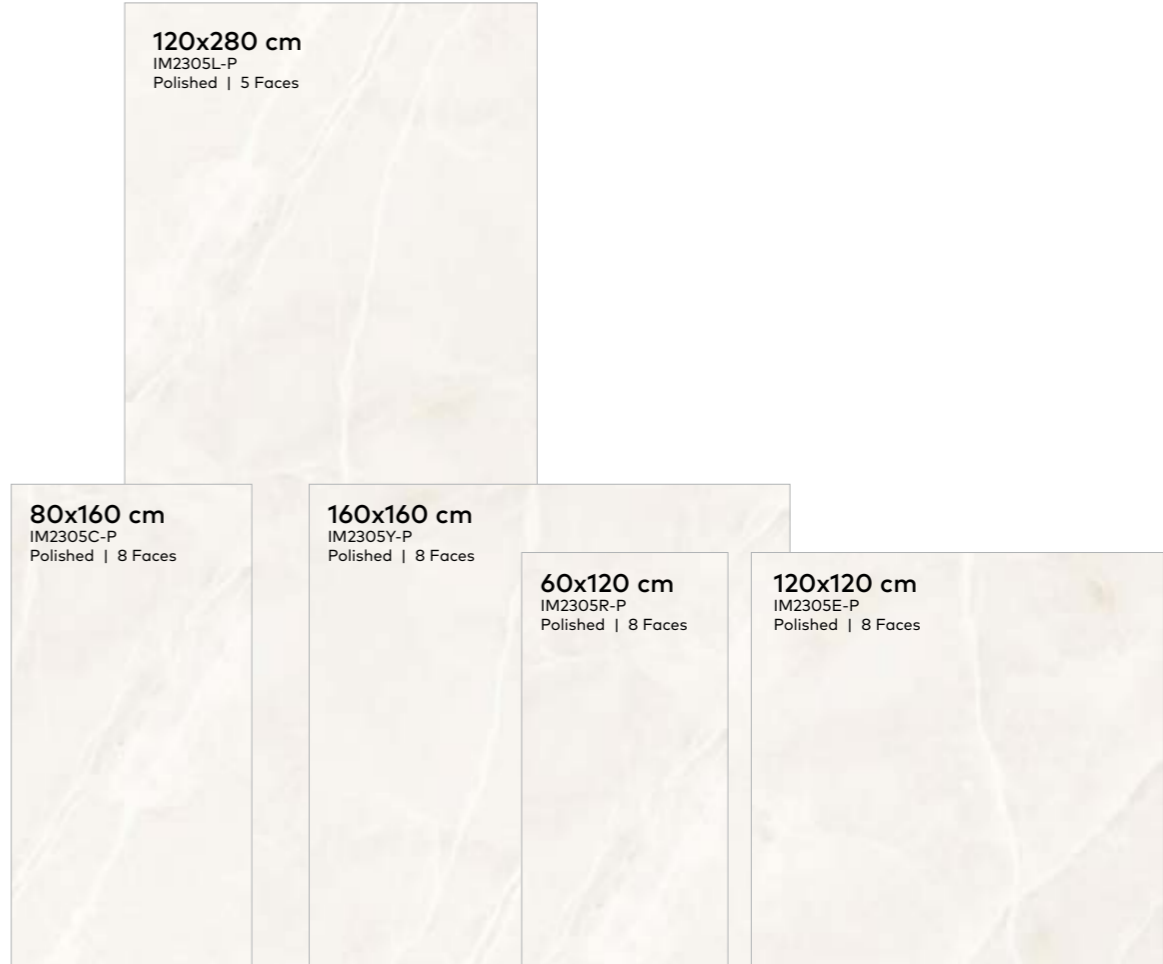 120x280 cm
IM2305L-P
Polished | 5 Faces
80x160 cm
IM2305C-P
Polished | 8 Faces
160x160 cm
IM2305Y-P
Polished | 8 Faces
60x120 cm
IM2305R-P
Polished | 8 Faces
120x120 cm
IM2305E-P
Polished | 8 Faces